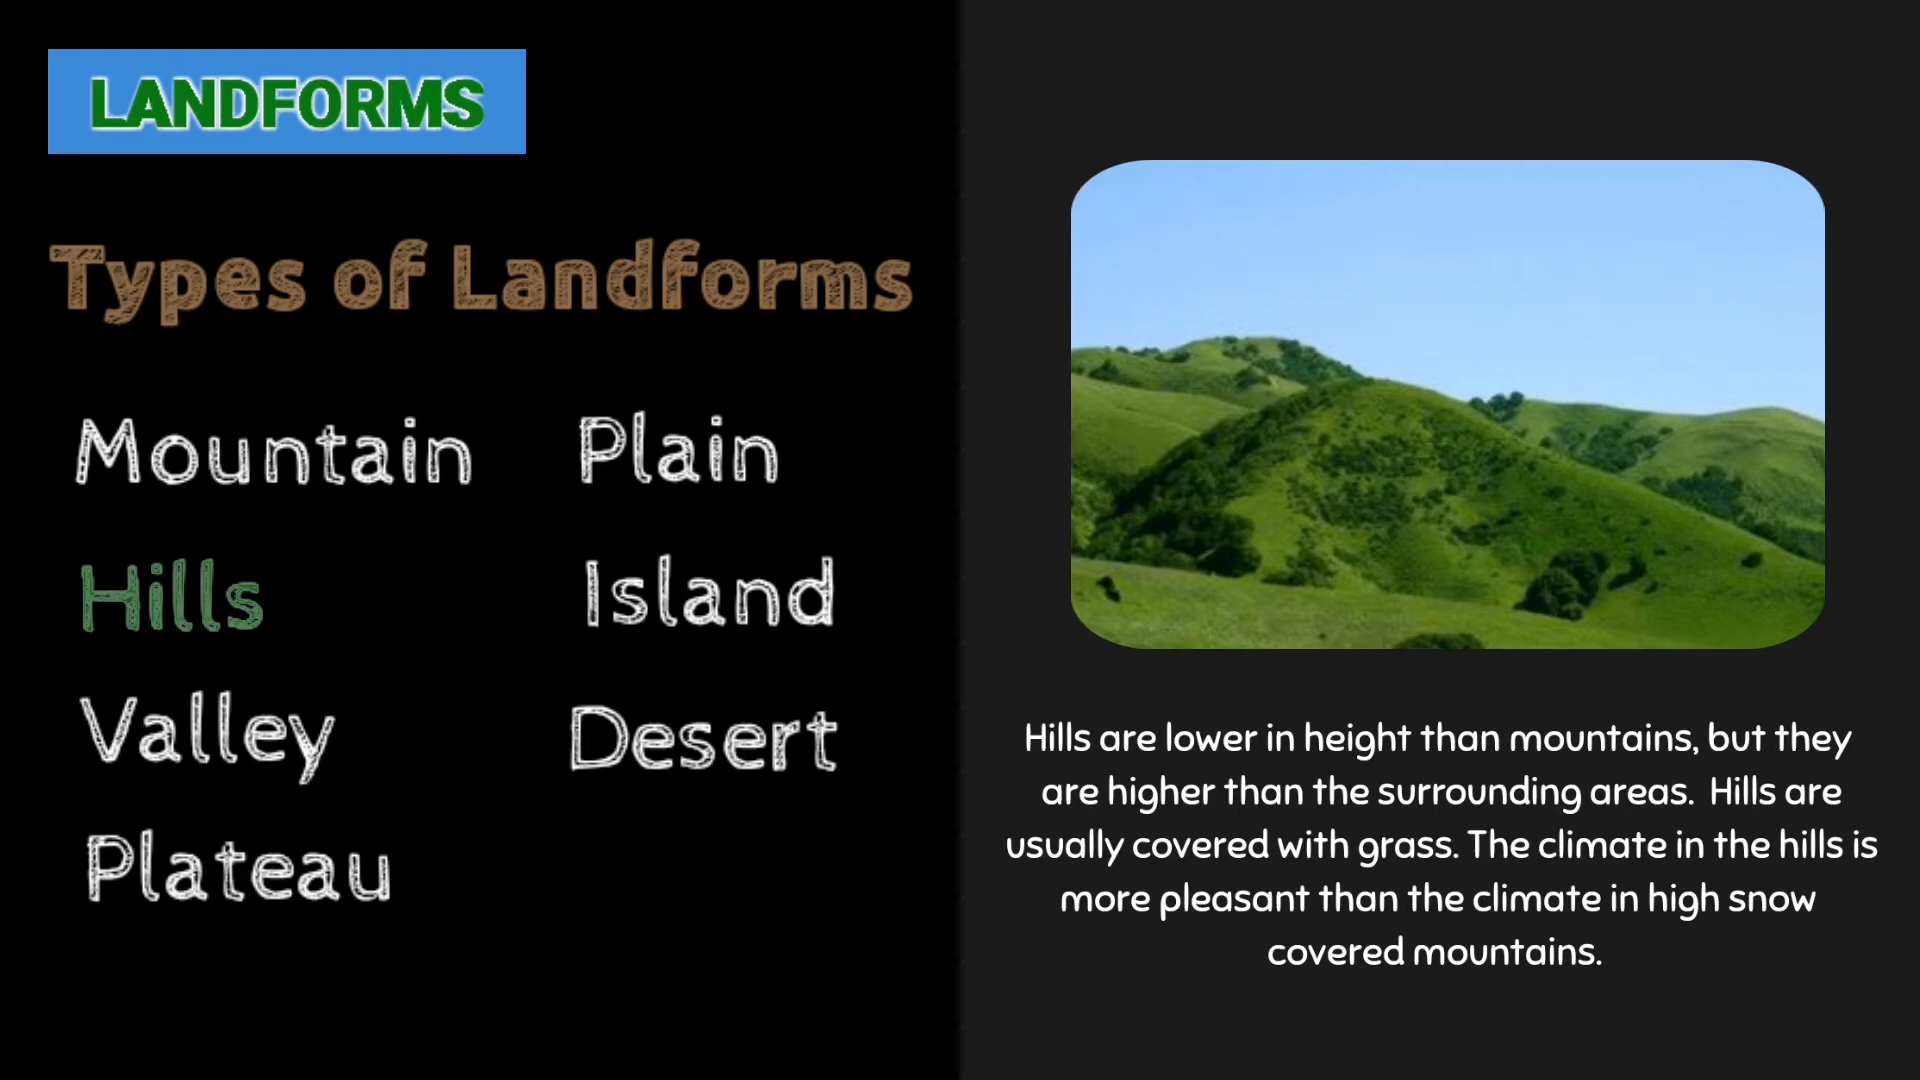 LANDFORMS
Types of Landforms
Mountain
Hills
Valley
Plateau
Plain
Island
Desert
Hills are lower in height than mountains, but they
are higher than the surrounding areas.  Hills are
usually covered with grass. The climate in the hills is
more pleasant than the climate in high snow
covered mountains.